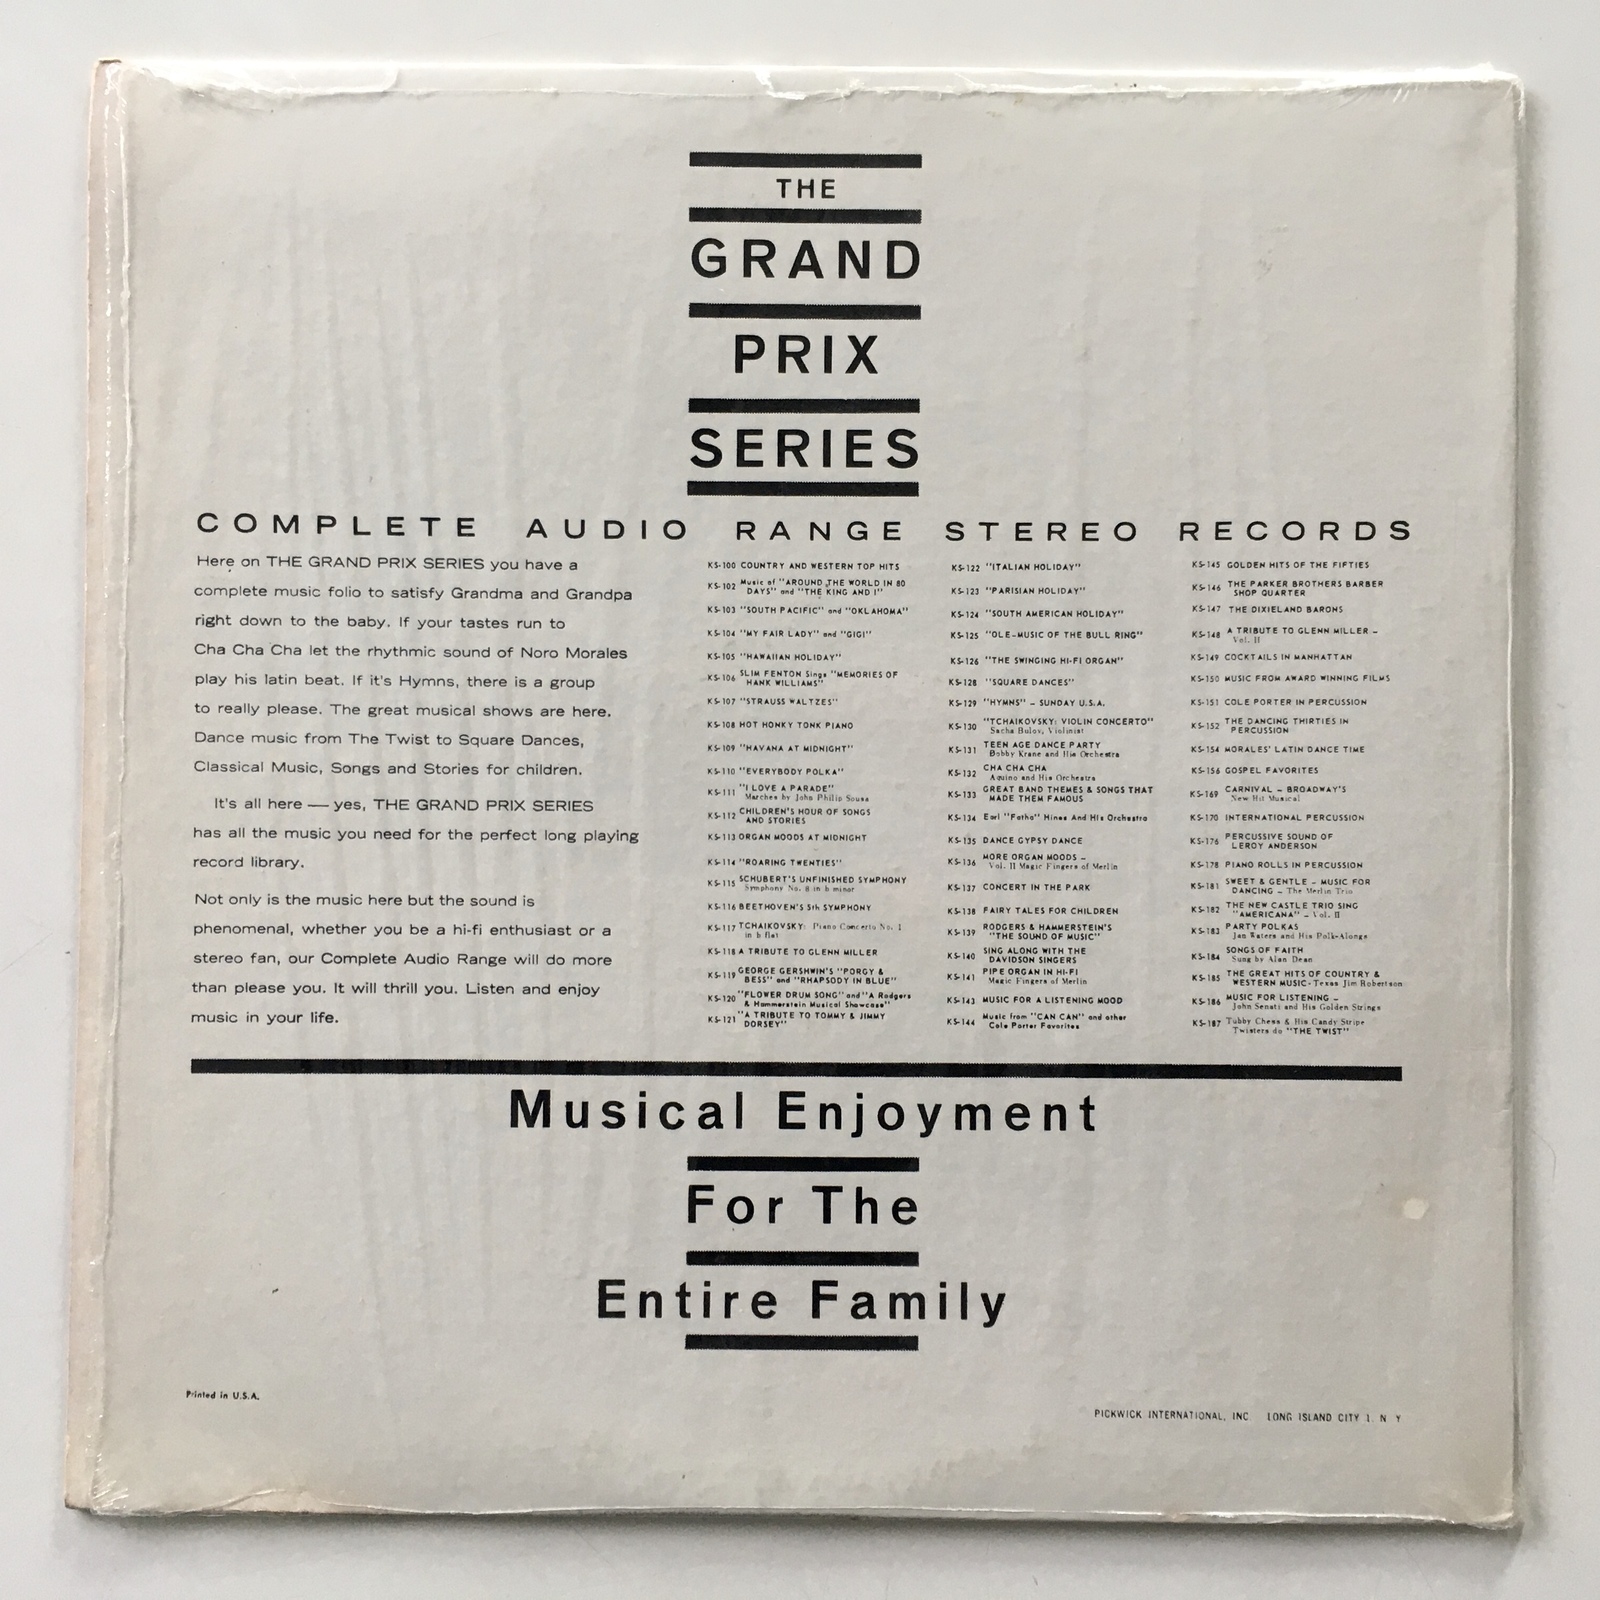 THE
GRAND
PRIX
SERIES
COMPLETE AUDIO RANGE STEREO RECORDS
Here on THE GRAND PRIX SERIES you have a
complete music folio to satisfy Grandma and Grandpa
right down to the baby. If your tastes run to
Cha Cha Cha let the rhythmic sound of Noro Morales
play his latin beat. If it's Hymns, there is a group
to really please. The great musical shows are here.
Dance music from The Twist to Square Dances,
Classical Music, Songs and Stories for children.
It's all here — yes, THE GRAND PRIX SERIES
has all the music you need for the perfect long playing
record library.
Not only is the music here but the sound is
phenomenal, whether you be a hi-fi enthusiast or a
stereo fan, our Complete Audio Range will do more
than please you. It will thrill you. Listen and enjoy
music in your life.
KS-100 COUNTRY AND WESTERN TOP HITS
KS-102 Music of "AROUND THE WORLD IN 80
DAYS" and "THE KING AND I"
KS-103 "SOUTH PACIFIC" and "OKLAHOMA"
KS-104 "MY FAIR LADY" and "GIGI"
KS-105 "HAWAIIAN HOLIDAY"
KS-106 SLIM FENTON Sings "MEMORIES OF
HANK WILLIAMS"
KS-107 "STRAUSS WALTZES"
KS-108 HOT HONKY TONK PIANO
KS-109 "HAVANA AT MIDNIGHT"
KS-110 "EVERYBODY POLKA"
KS-111 "I LOVE A PARADE"
Marches by John Philip Sousa
KS-112 CHILDREN'S HOUR OF SONGS
AND STORIES
KS-113 ORGAN MOODS AT MIDNIGHT
KS-114 "ROARING TWENTIES"
KS-115 SCHUBERT'S UNFINISHED SYMPHONY
Symphony No. 8 in b minor
KS-116 BEETHOVEN'S 5th SYMPHONY
KS-117 TCHAIKOVSKY: Piano Concerto No. 1
in b flat
KS-118 A TRIBUTE TO GLENN MILLER
KS-119 GEORGE GERSHWIN'S "PORGY &
BESS" and "RHAPSODY IN BLUE"
KS-120 "FLOWER DRUM SONG" and "A Rodgers
& Hammerstein Musical Showcase"
KS-121 "A TRIBUTE TO TOMMY & JIMMY
DORSEY"
KS-122 "ITALIAN HOLIDAY"
KS-123 "PARISIAN HOLIDAY"
KS-124 "SOUTH AMERICAN HOLIDAY"
KS-125 "OLE-MUSIC OF THE BULL RING"
KS-126 "THE SWINGING HI-FI ORGAN"
KS-128 "SQUARE DANCES"
KS-129 "HYMNS" – SUNDAY U.S.A.
KS-130 "TCHAIKOVSKY: VIOLIN CONCERTO"
Sacha Bulov, Violinist
KS-131 TEEN AGE DANCE PARTY
Bobby Krane and His Orchestra
KS-132 CHA CHA CHA
Aquino and His Orchestra
KS-133 GREAT BAND THEMES & SONGS THAT
MADE THEM FAMOUS
KS-134 Earl "Fatha" Hines And His Orchestra
KS-135 DANCE GYPSY DANCE
KS-136 MORE ORGAN MOODS –
Vol. II Magic Fingers of Merlin
KS-137 CONCERT IN THE PARK
KS-138 FAIRY TALES FOR CHILDREN
KS-139 RODGERS & HAMMERSTEIN'S
"THE SOUND OF MUSIC"
KS-140 SING ALONG WITH THE
DAVIDSON SINGERS
KS-141 PIPE ORGAN IN HI-FI
Magic Fingers of Merlin
KS-143 MUSIC FOR A LISTENING MOOD
KS-144 Music from "CAN CAN" and other
Cole Porter Favorites
KS-145 GOLDEN HITS OF THE FIFTIES
KS-146 THE PARKER BROTHERS BARBER
SHOP QUARTER
KS-147 THE DIXIELAND BARONS
KS-148 A TRIBUTE TO GLENN MILLER –
Vol. II
KS-149 COCKTAILS IN MANHATTAN
KS-150 MUSIC FROM AWARD WINNING FILMS
KS-151 COLE PORTER IN PERCUSSION
KS-152 THE DANCING THIRTIES IN
PERCUSSION
KS-154 MORALES' LATIN DANCE TIME
KS-156 GOSPEL FAVORITES
KS-169 CARNIVAL – BROADWAY'S
New Hit Musical
KS-170 INTERNATIONAL PERCUSSION
KS-176 PERCUSSIVE SOUND OF
LEROY ANDERSON
KS-178 PIANO ROLLS IN PERCUSSION
KS-181 SWEET & GENTLE – MUSIC FOR
DANCING – The Merlin Trio
KS-182 THE NEW CASTLE TRIO SING
"AMERICANA" – Vol. II
KS-183 PARTY POLKAS
Jan Waters and His Polk-Alongs
KS-184 SONGS OF FAITH
Sung by Alan Dean
KS-185 THE GREAT HITS OF COUNTRY &
WESTERN MUSIC-Texas Jim Robertson
KS-186 MUSIC FOR LISTENING –
John Senati and His Golden Strings
KS-187 Tubby Chess & His Candy Stripe
Twisters do "THE TWIST"
Musical Enjoyment
For The
Entire Family
Printed in U.S.A.
PICKWICK INTERNATIONAL, INC. LONG ISLAND CITY 1, N Y